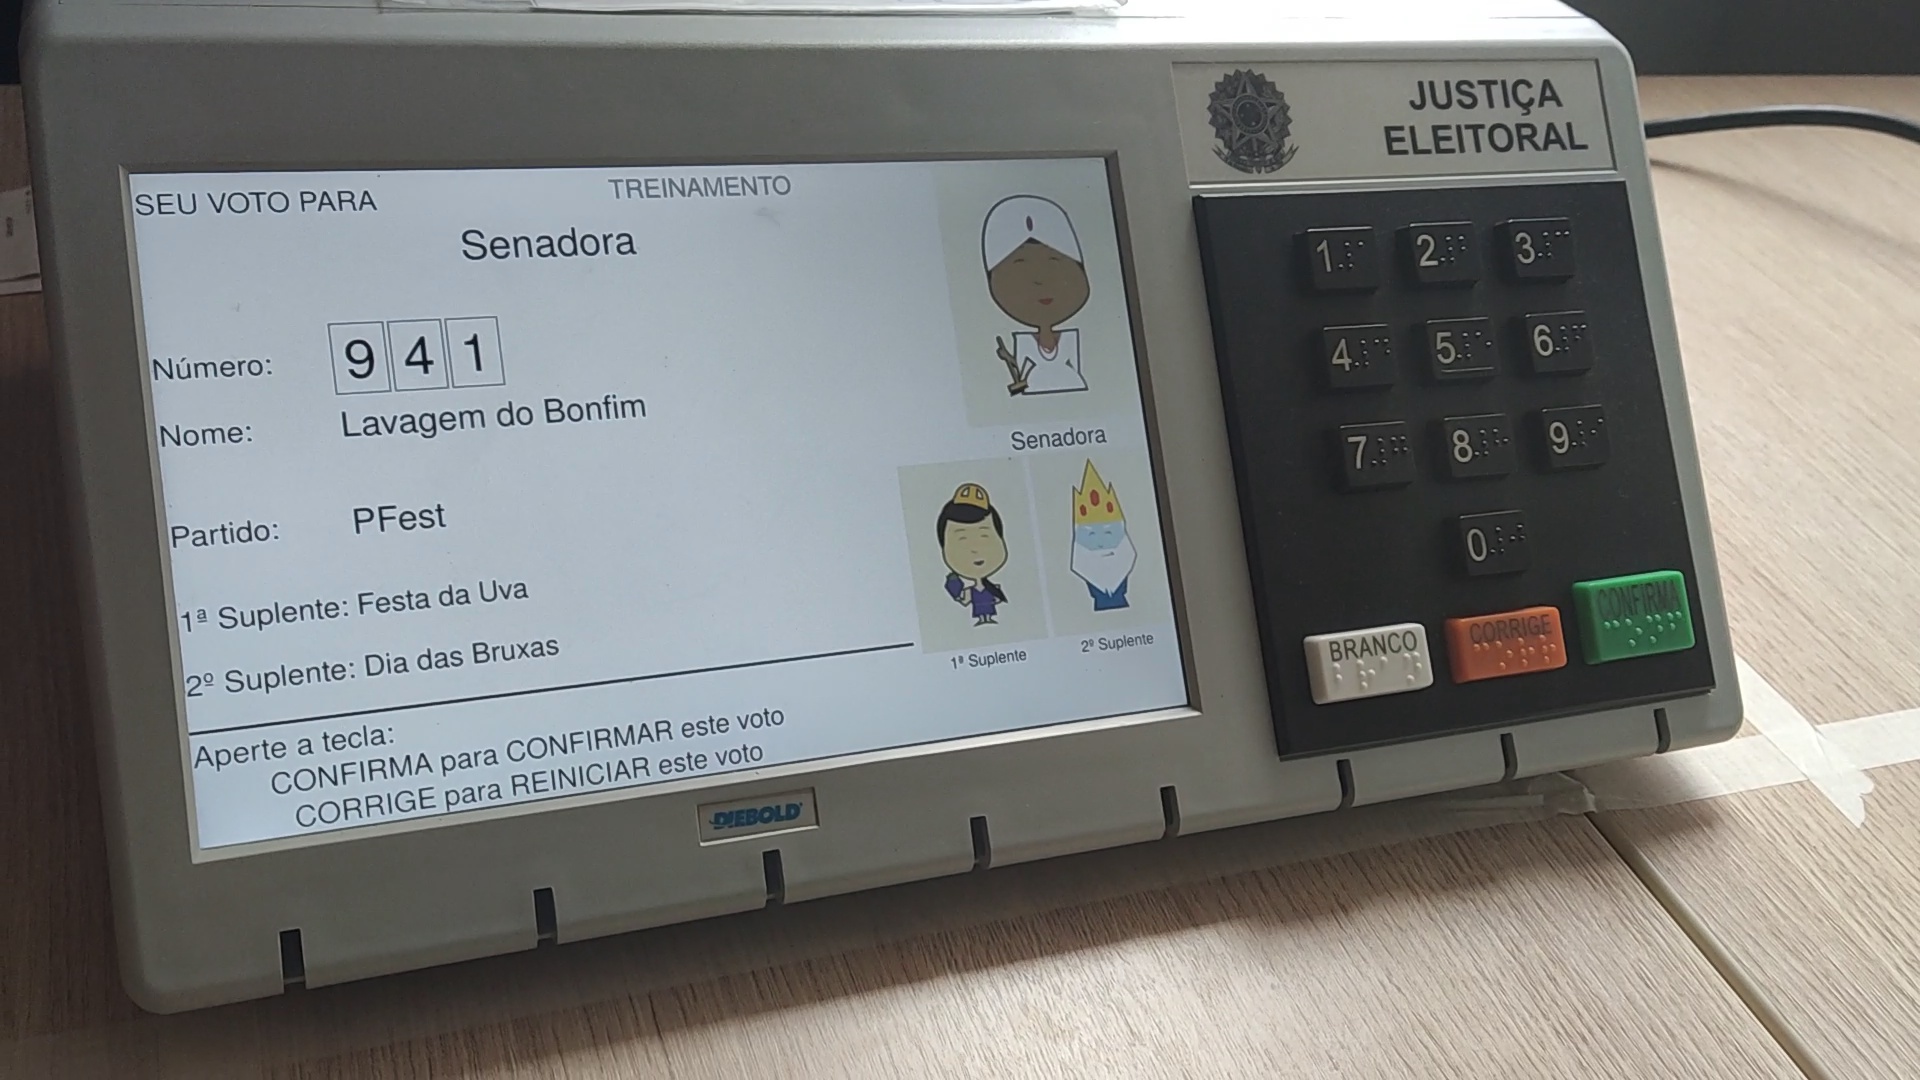 SEU VOTO PARA
TREINAMENTO
Senadora
Número: 9 4 1
Nome: Lavagem do Bonfim
Partido: PFest
1ª Suplente: Festa da Uva
2º Suplente: Dia das Bruxas
Senadora
1ª Suplente
2º Suplente
Aperte a tecla:
CONFIRMA para CONFIRMAR este voto
CORRIGE para REINICIAR este voto
DIEBOLD
JUSTIÇA
ELEITORAL
1 2 3
4 5 6
7 8 9
0
BRANCO CORRIGE CONFIRMA